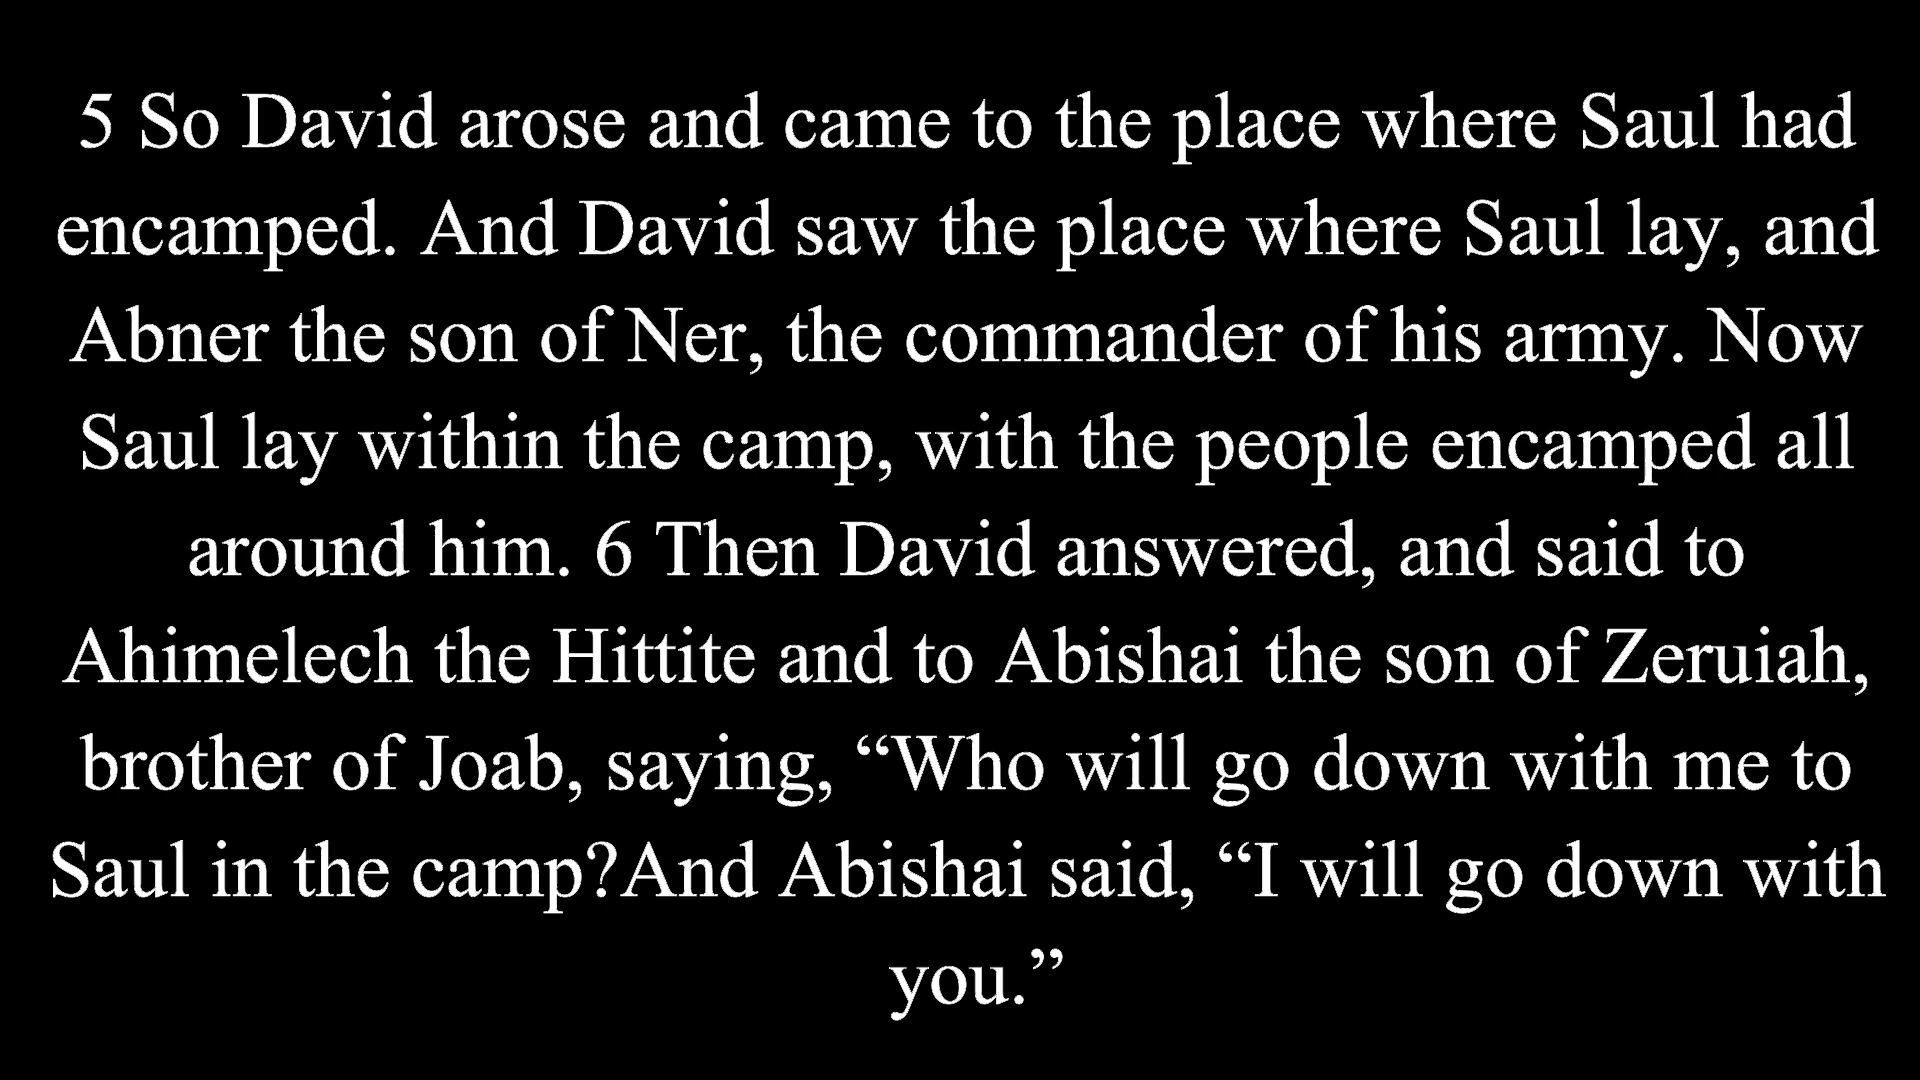 5 So David arose and came to the place where Saul had
encamped. And David saw the place where Saul lay, and
Abner the son of Ner, the commander of his army. Now
Saul lay within the camp, with the people encamped all
around him. 6 Then David answered, and said to
Ahimelech the Hittite and to Abishai the son of Zeruiah,
brother of Joab, saying, “Who will go down with me to
Saul in the camp?And Abishai said, “I will go down with
you.”